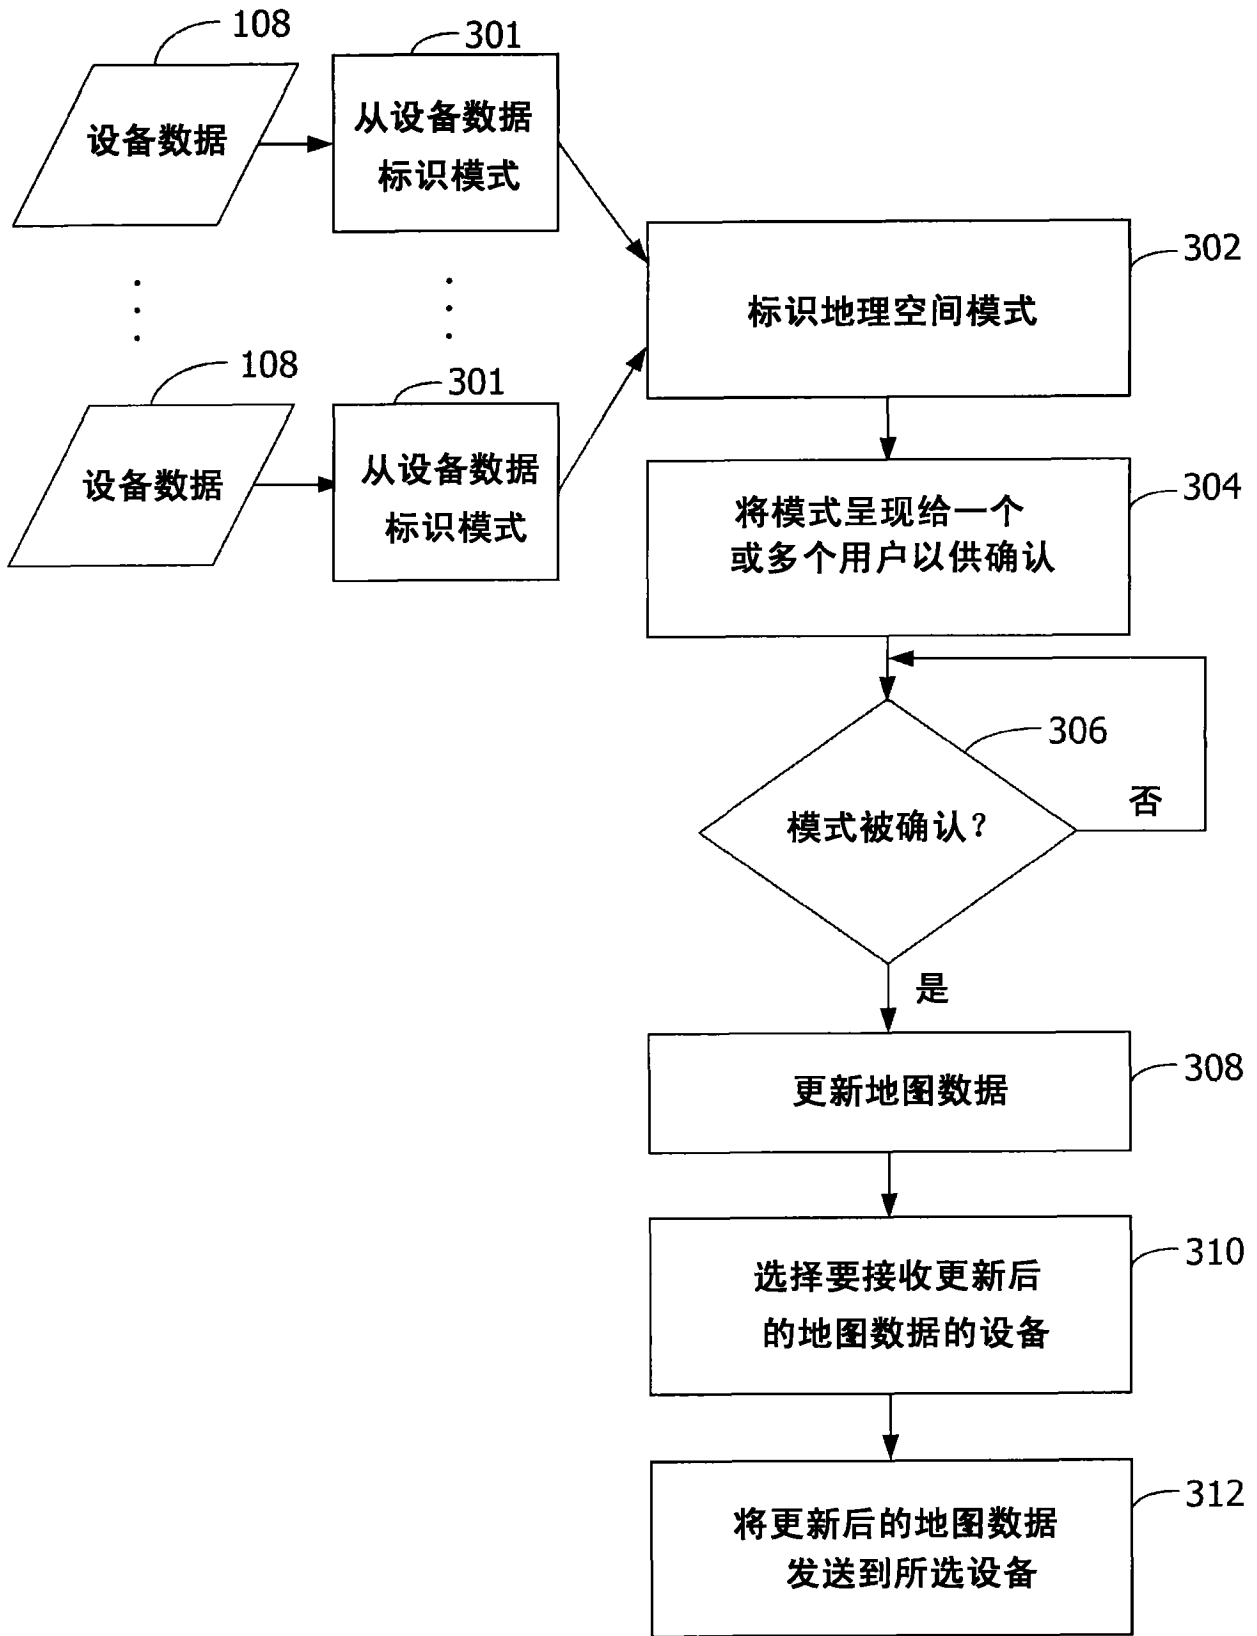 108
301
设备数据
从设备数据
标识模式
302
标识地理空间模式
108
301
设备数据
从设备数据
标识模式
304
将模式呈现给一个
或多个用户以供确认
306
模式被确认?
否
是
308
更新地图数据
310
选择要接收更新后
的地图数据的设备
312
将更新后的地图数据
发送到所选设备